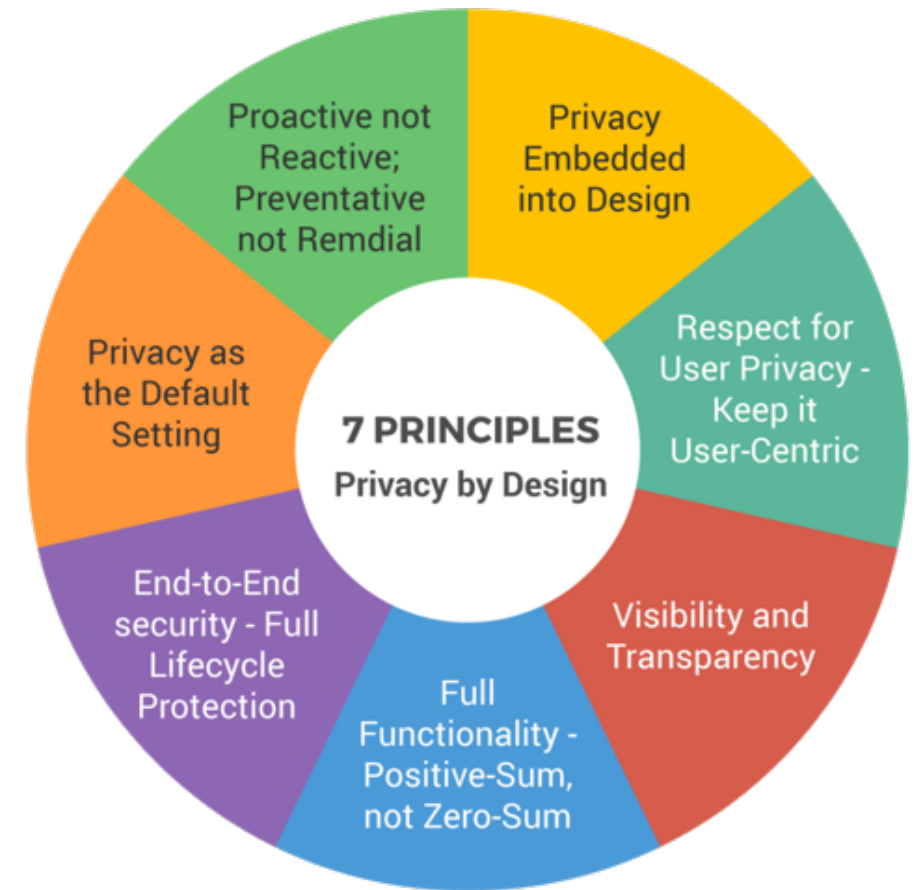 Proactive not
Reactive;
Preventative
not Remdial
Privacy
Embedded
into Design
Respect for
User Privacy -
Keep it
User-Centric
Visibility and
Transparency
Full
Functionality -
Positive-Sum,
not Zero-Sum
End-to-End
security - Full
Lifecycle
Protection
Privacy as
the Default
Setting
7 PRINCIPLES
Privacy by Design